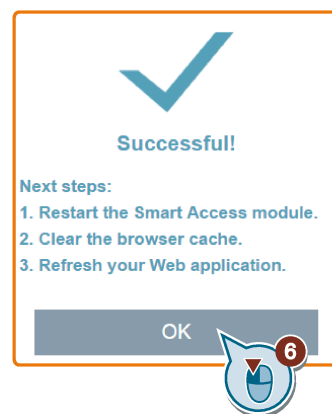 Successful!
Next steps:
1. Restart the Smart Access module.
2. Clear the browser cache.
3. Refresh your Web application.
OK
6